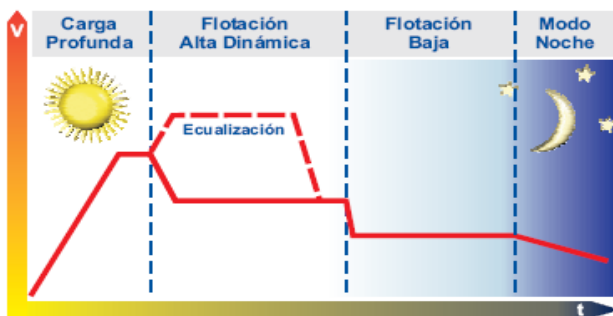 V
Carga
Profunda
Flotación
Alta Dinámica
Flotación
Baja
Modo
Noche
Ecualización
t